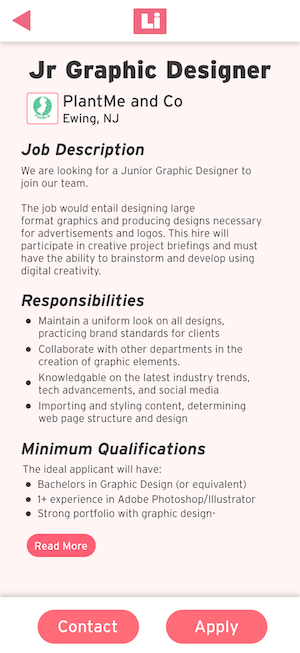 Li
Jr Graphic Designer
PlantMe and Co
Ewing, NJ
Job Description
We are looking for a Junior Graphic Designer to
join our team.
The job would entail designing large
format graphics and producing designs necessary
for advertisements and logos. This hire will
participate in creative project briefings and must
have the ability to brainstorm and develop using
digital creativity.
Responsibilities
• Maintain a uniform look on all designs,
practicing brand standards for clients
• Collaborate with other departments in the
creation of graphic elements.
• Knowledgable on the latest industry trends,
tech advancements, and social media
• Importing and styling content, determining
web page structure and design
Minimum Qualifications
The ideal applicant will have:
• Bachelors in Graphic Design (or equivalent)
• 1+ experience in Adobe Photoshop/Illustrator
• Strong portfolio with graphic design-
Read More
Contact
Apply